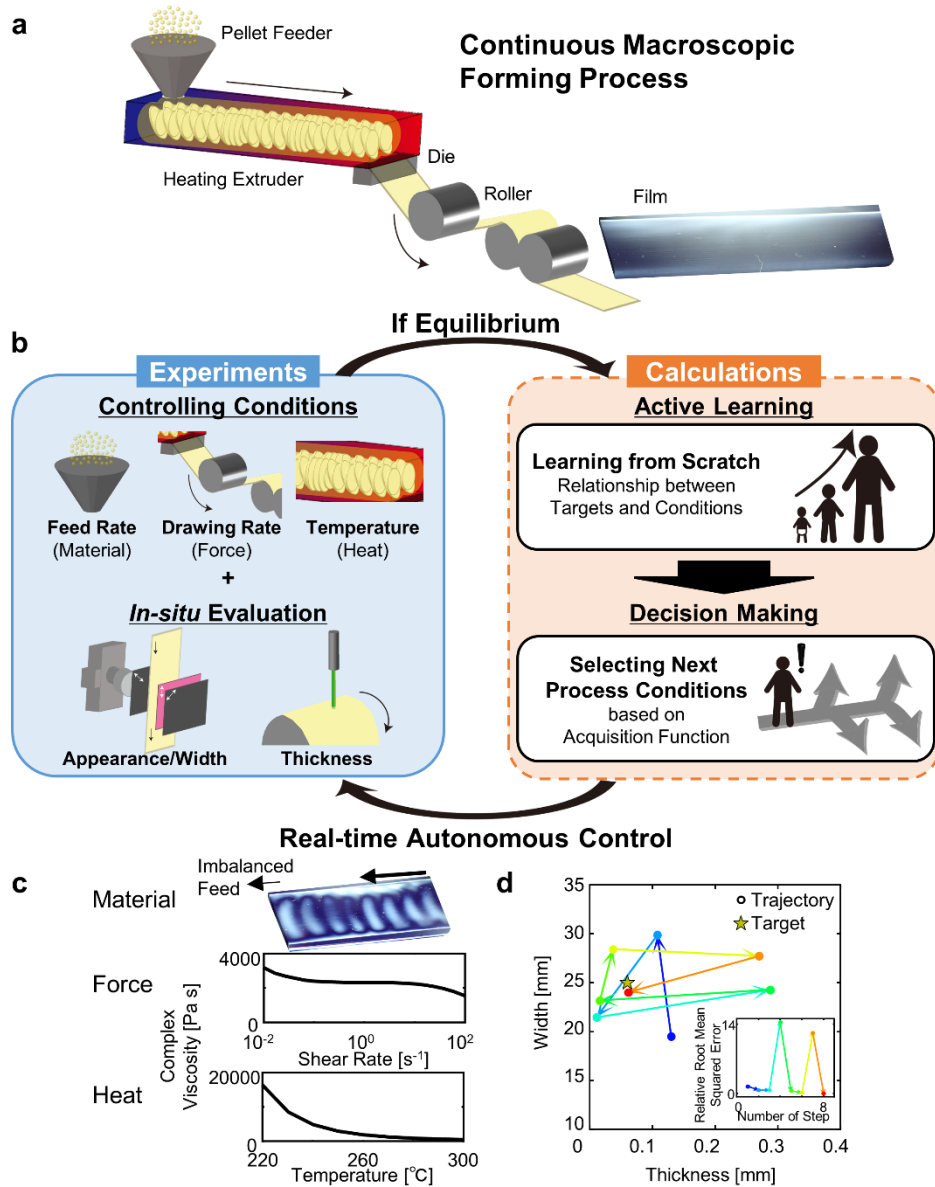 a
Pellet Feeder
Continuous Macroscopic
Forming Process
Heating Extruder
Die
Roller
Film
b
If Equilibrium
Experiments
Controlling Conditions
Feed Rate
(Material)
Drawing Rate
(Force)
Temperature
(Heat)
+
In-situ Evaluation
Appearance/Width
Thickness
Calculations
Active Learning
Learning from Scratch
Relationship between
Targets and Conditions
Decision Making
!
Selecting Next
Process Conditions
based on
Acquisition Function
Real-time Autonomous Control
c
Material
Imbalanced
Feed
Force
Heat
Complex
Viscosity [Pa s]
4000
0
10⁻²
10⁰
10²
Shear Rate [s⁻¹]
20000
0
220
260
300
Temperature [℃]
d
Width [mm]
35
30
25
20
15
10
0
0.1
0.2
0.3
0.4
Thickness [mm]
Trajectory
Target
Relative Root Mean
Squared Error
14
0
0
8
Number of Step